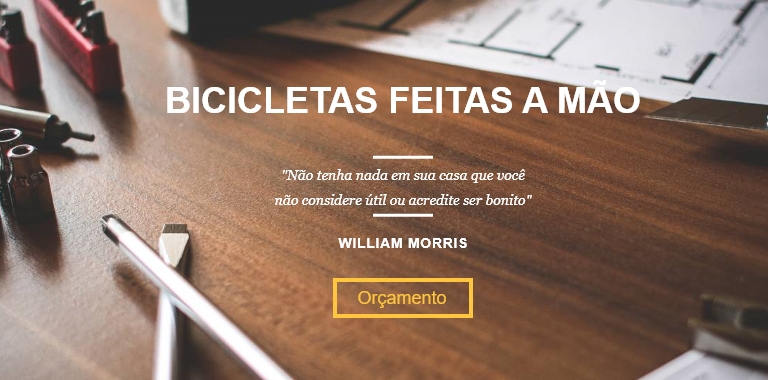 BICICLETAS FEITAS A MÃO
"Não tenha nada em sua casa que você
não considere útil ou acredite ser bonito"
WILLIAM MORRIS
Orçamento